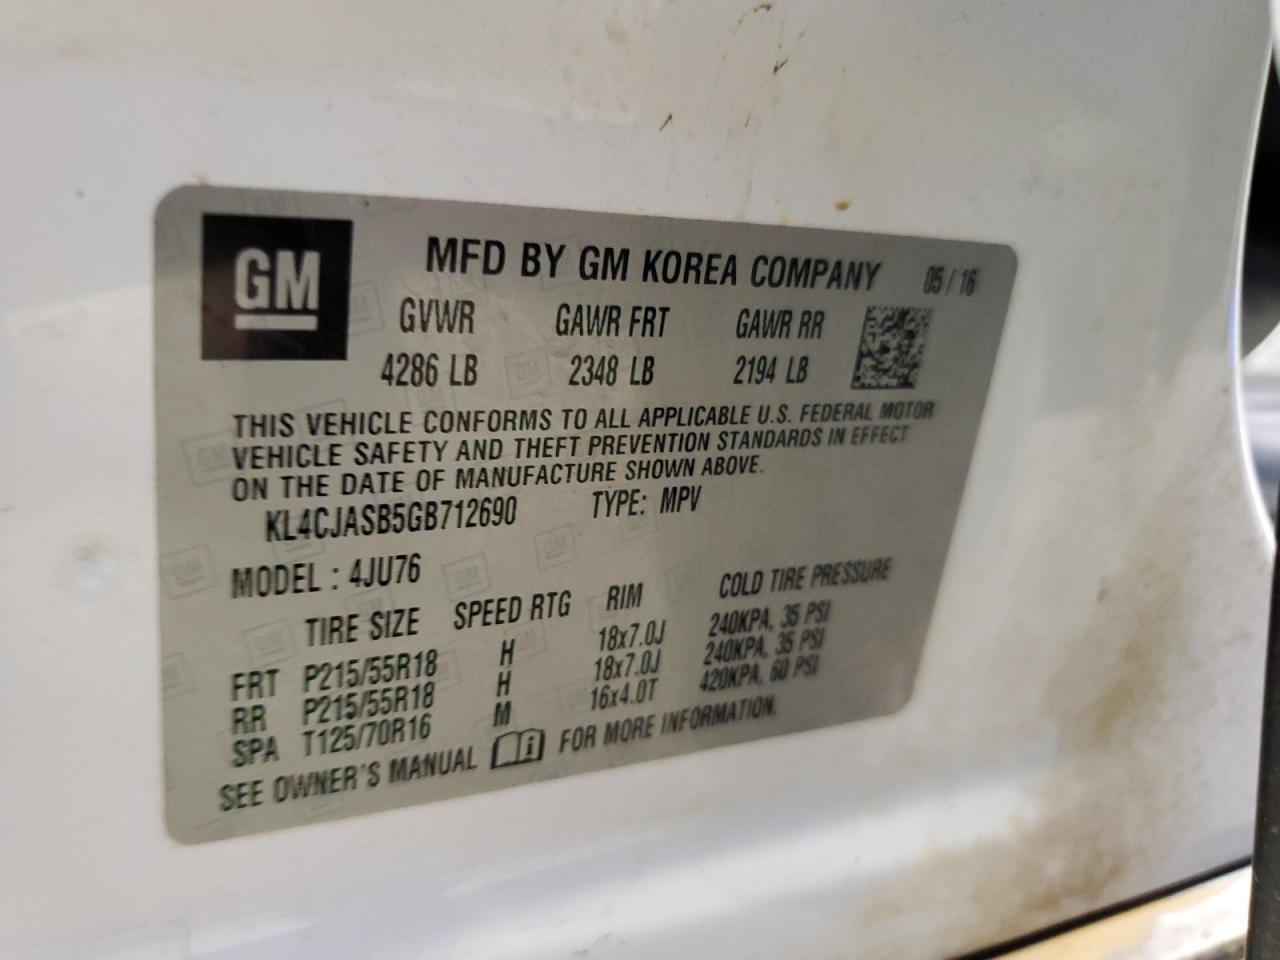 GM
MFD BY GM KOREA COMPANY 05 / 16
GVWR GAWR FRT GAWR RR
4286 LB 2348 LB 2194 LB
THIS VEHICLE CONFORMS TO ALL APPLICABLE U.S. FEDERAL MOTOR
VEHICLE SAFETY AND THEFT PREVENTION STANDARDS IN EFFECT
ON THE DATE OF MANUFACTURE SHOWN ABOVE.
KL4CJASB5GB712690 TYPE: MPV
MODEL : 4JU76
TIRE SIZE SPEED RTG RIM COLD TIRE PRESSURE
FRT P215/55R18 H 18x7.0J 240KPA, 35 PSI
RR P215/55R18 H 18x7.0J 240KPA, 35 PSI
SPA T125/70R16 M 16x4.0T 420KPA, 60 PSI
SEE OWNER'S MANUAL FOR MORE INFORMATION.